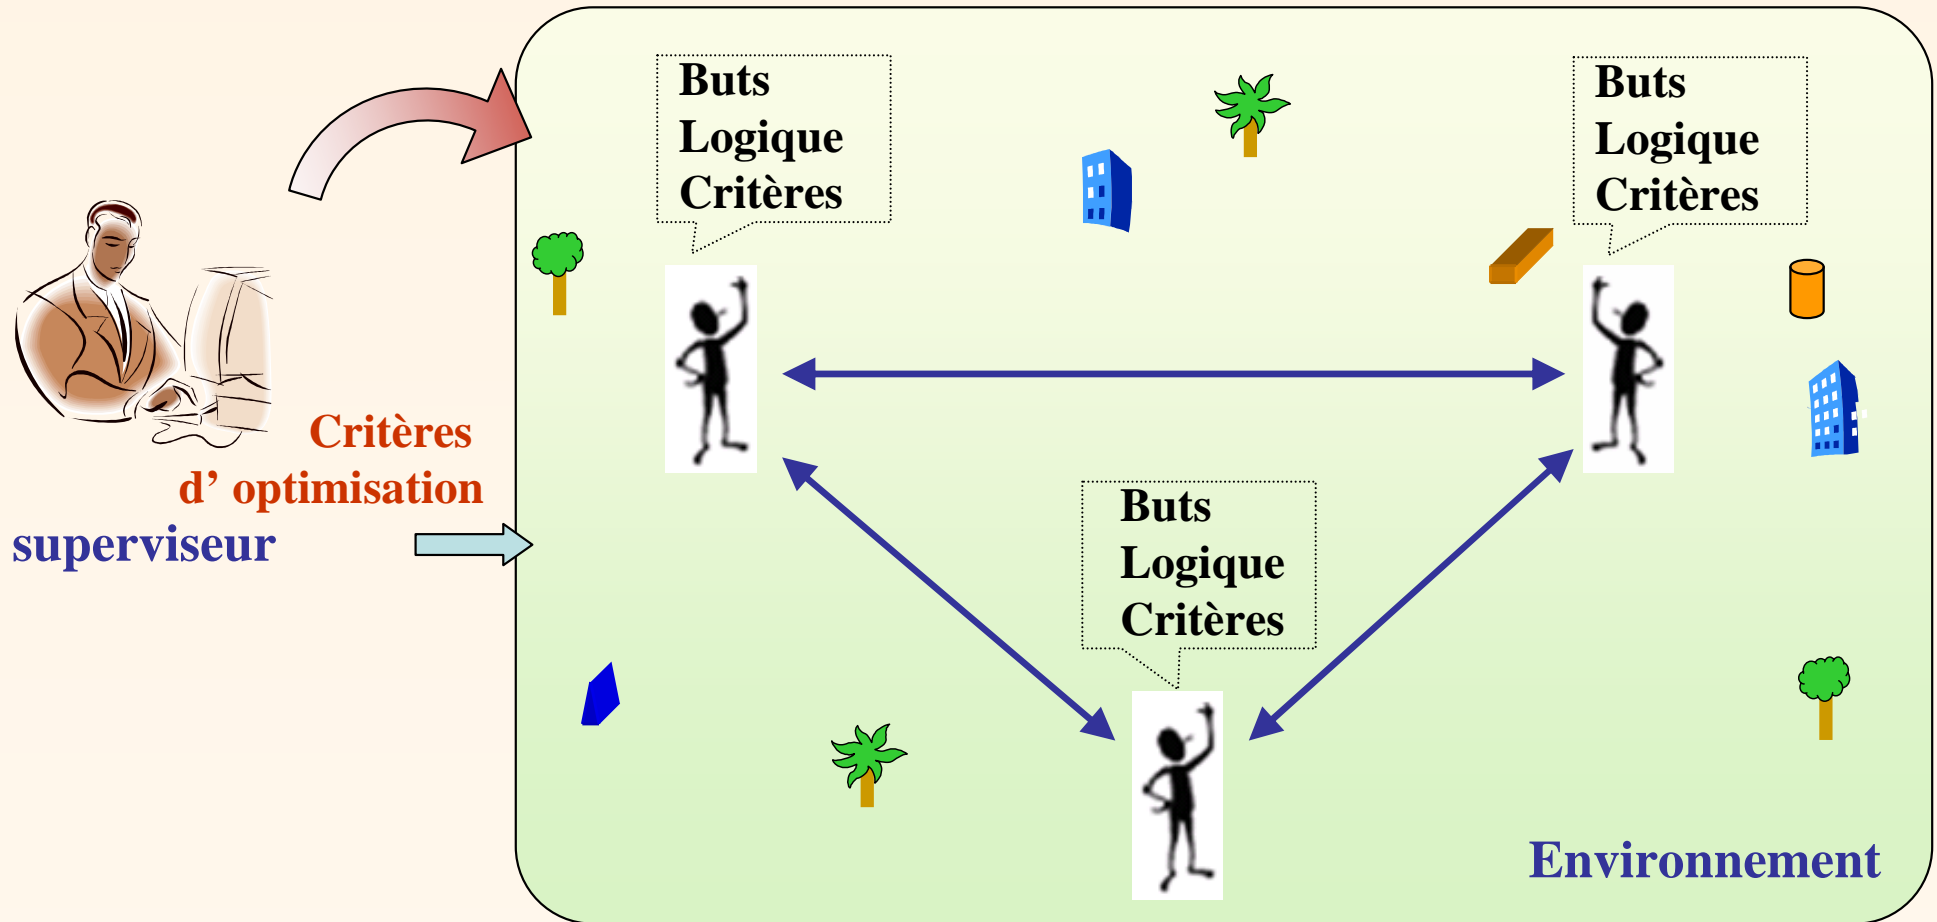 Buts
Logique
Critères
Buts
Logique
Critères
Critères
d’ optimisation
superviseur
Buts
Logique
Critères
Environnement